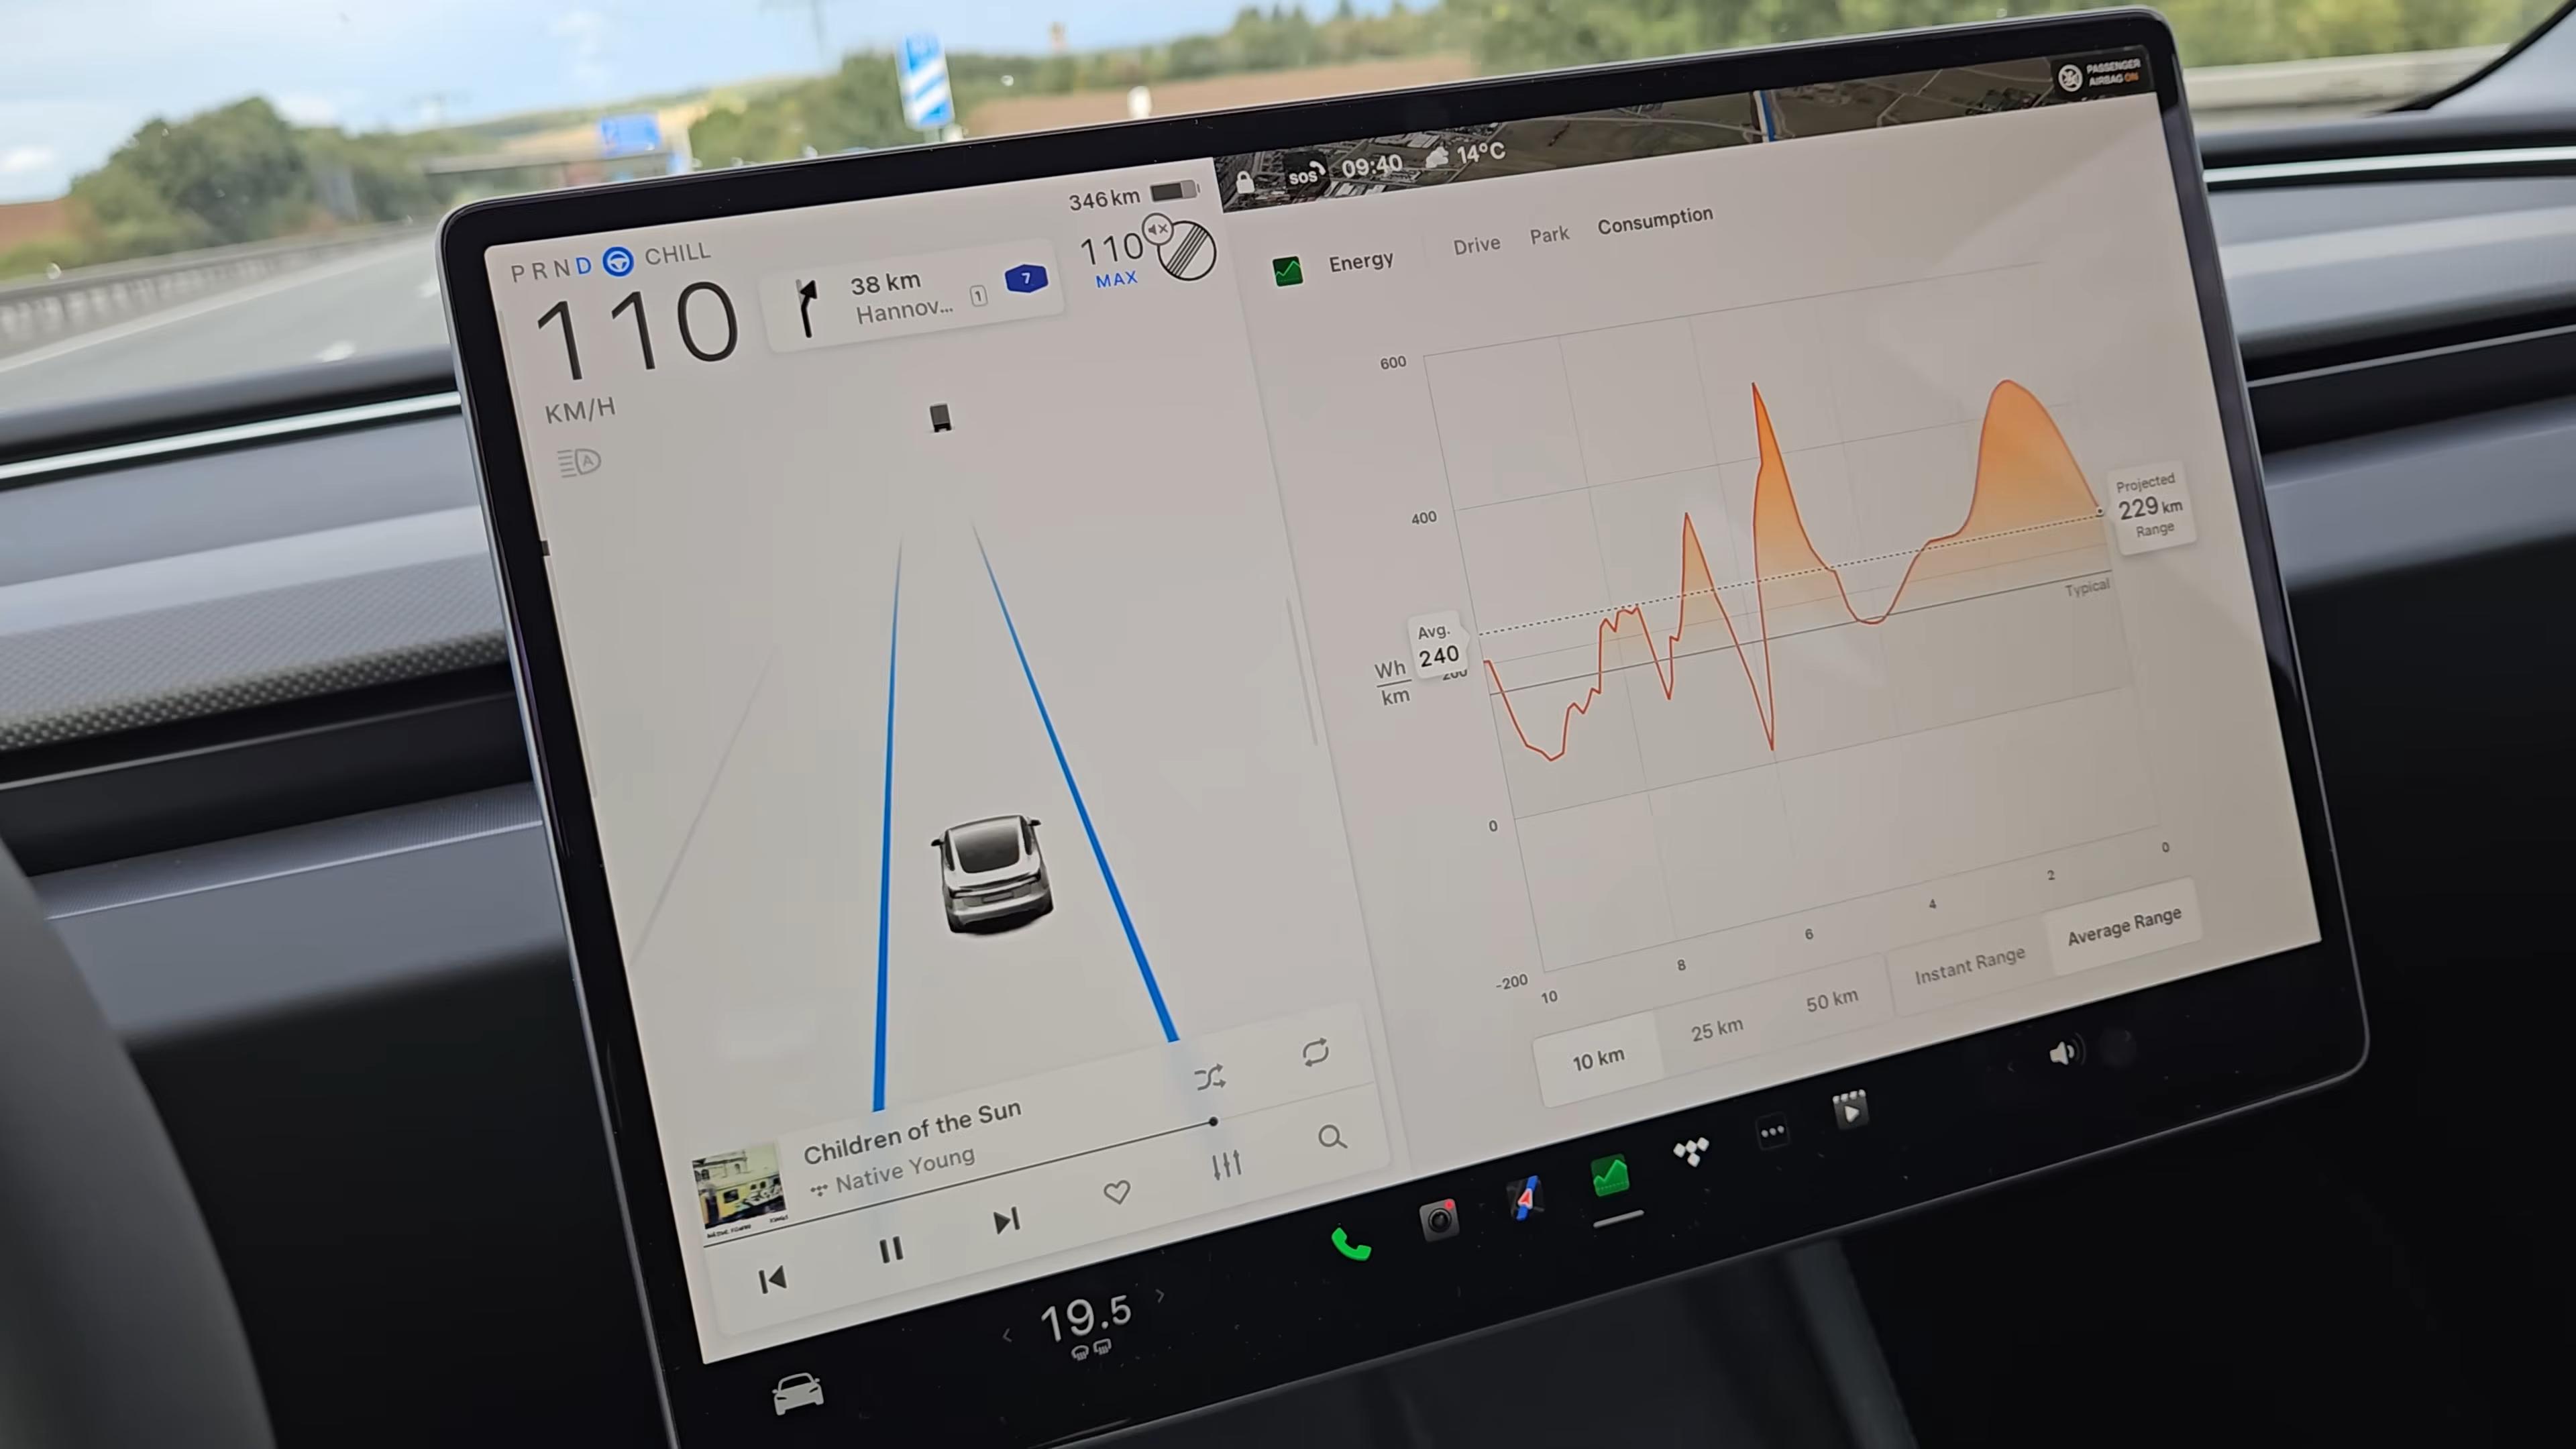 PASSENGER
AIRBAG ON
346 km
SOS 09:40 14°C
P R N D CHILL
110
KM/H
38 km
Hannov... 1
7
110
MAX
A
Energy
Drive Park Consumption
600
400
200
0
-200
Wh
km
Avg.
240
Projected
229 km
Range
Typical
10 8 6 4 2 0
10 km 25 km 50 km
Instant Range Average Range
Children of the Sun
Native Young
19.5